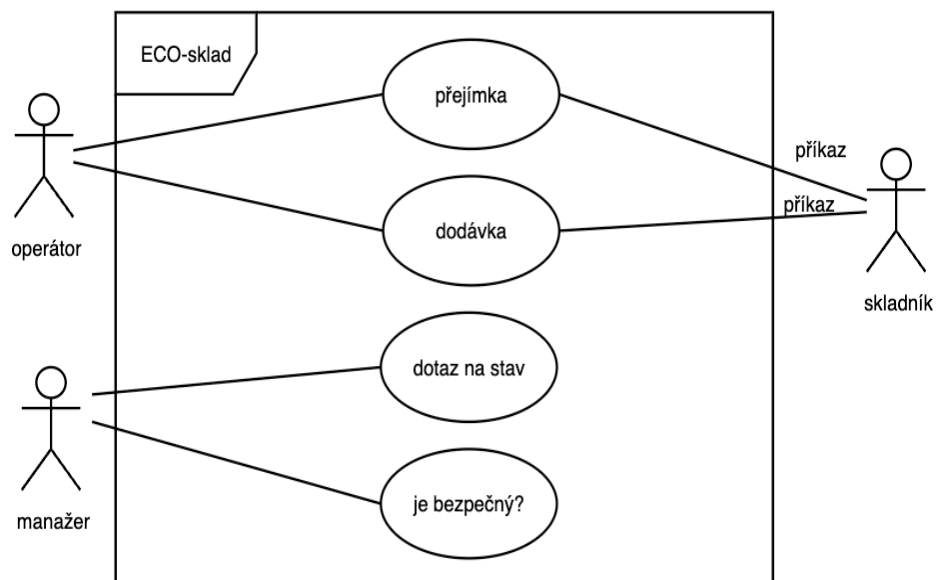 ECO-sklad
přejímka
příkaz
operátor
dodávka
příkaz
skladník
dotaz na stav
manažer
je bezpečný?